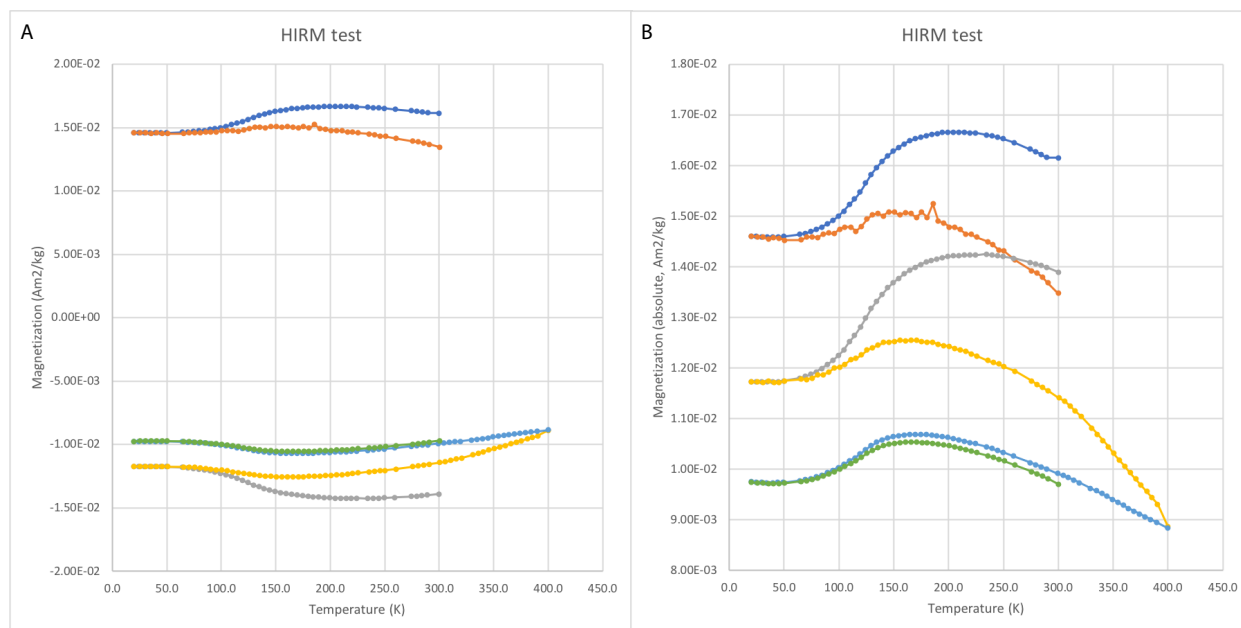 A
HIRM test
2.00E-02
1.50E-02
1.00E-02
5.00E-03
0.00E+00
-5.00E-03
-1.00E-02
-1.50E-02
-2.00E-02
Magnetization (Am2/kg)
0.0 50.0 100.0 150.0 200.0 250.0 300.0 350.0 400.0 450.0
Temperature (K)
B
HIRM test
1.80E-02
1.70E-02
1.60E-02
1.50E-02
1.40E-02
1.30E-02
1.20E-02
1.10E-02
1.00E-02
9.00E-03
8.00E-03
Magnetization (absolute, Am2/kg)
0.0 50.0 100.0 150.0 200.0 250.0 300.0 350.0 400.0 450.0
Temperature (K)